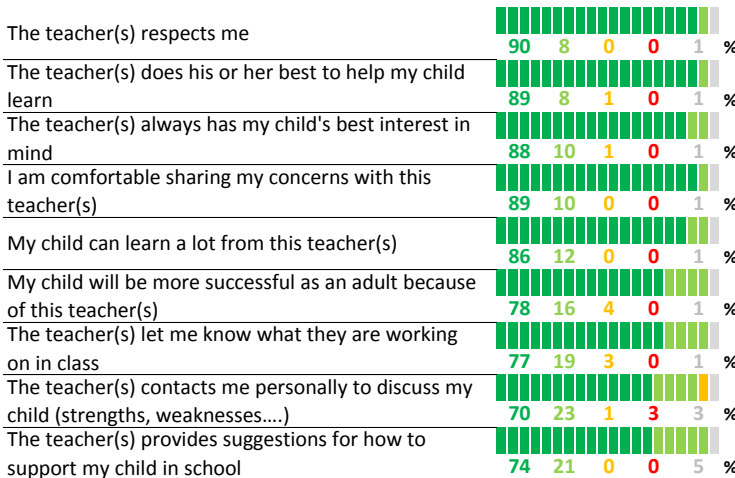 The teacher(s) respects me
90 8 0 0 1 %
The teacher(s) does his or her best to help my child
learn
89 8 1 0 1 %
The teacher(s) always has my child's best interest in
mind
88 10 1 0 1 %
I am comfortable sharing my concerns with this
teacher(s)
89 10 0 0 1 %
My child can learn a lot from this teacher(s)
86 12 0 0 1 %
My child will be more successful as an adult because
of this teacher(s)
78 16 4 0 1 %
The teacher(s) let me know what they are working
on in class
77 19 3 0 1 %
The teacher(s) contacts me personally to discuss my
child (strengths, weaknesses....)
70 23 1 3 3 %
The teacher(s) provides suggestions for how to
support my child in school
74 21 0 0 5 %